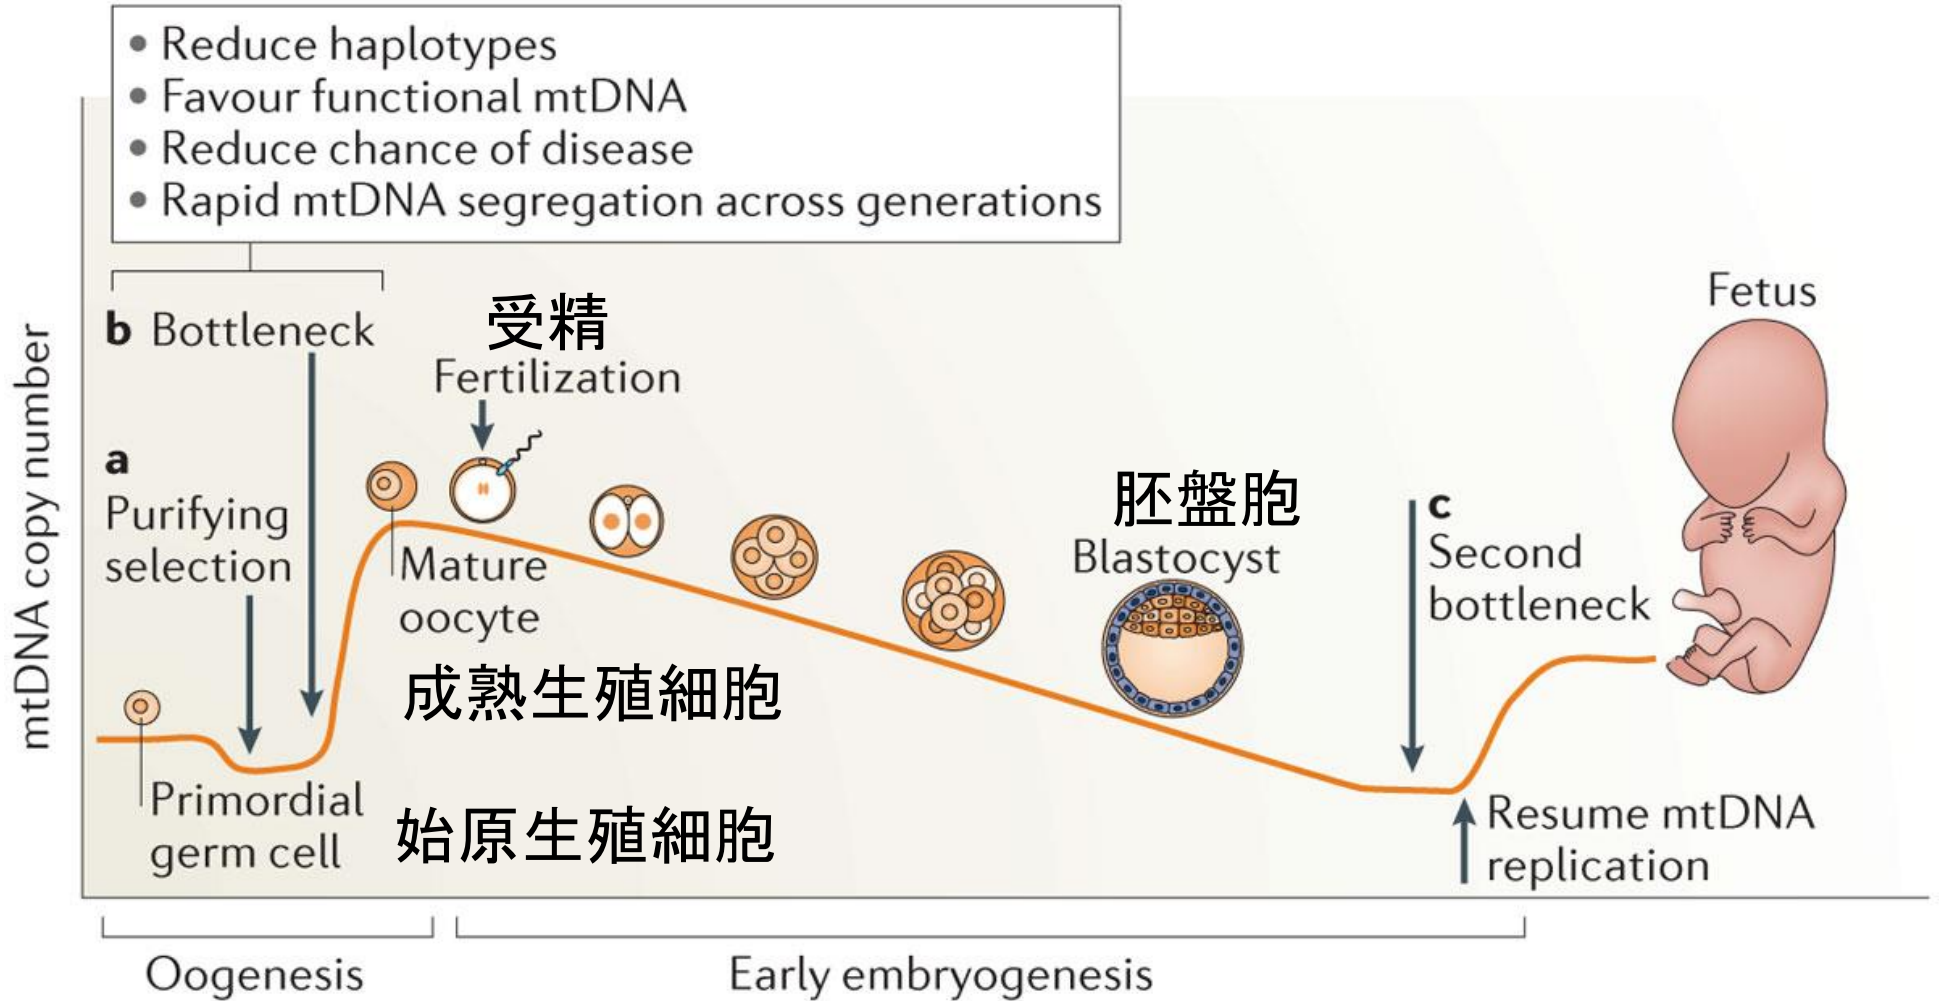 • Reduce haplotypes
• Favour functional mtDNA
• Reduce chance of disease
• Rapid mtDNA segregation across generations
b Bottleneck
受精
Fertilization
Fetus
a
Purifying
selection
Mature
oocyte
成熟生殖細胞
胚盤胞
Blastocyst
c
Second
bottleneck
mtDNA copy number
Primordial
germ cell
始原生殖細胞
Resume mtDNA
replication
Oogenesis
Early embryogenesis